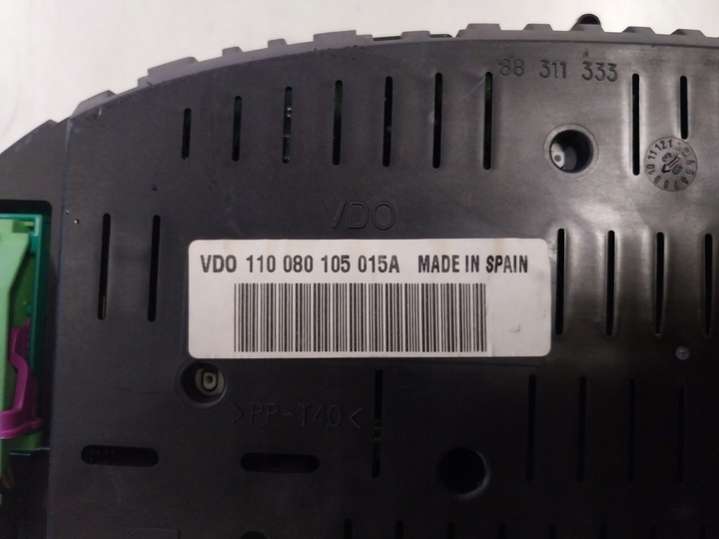 88 311 333
VDO
VDO 110 080 105 015A MADE IN SPAIN
>PP-T40<